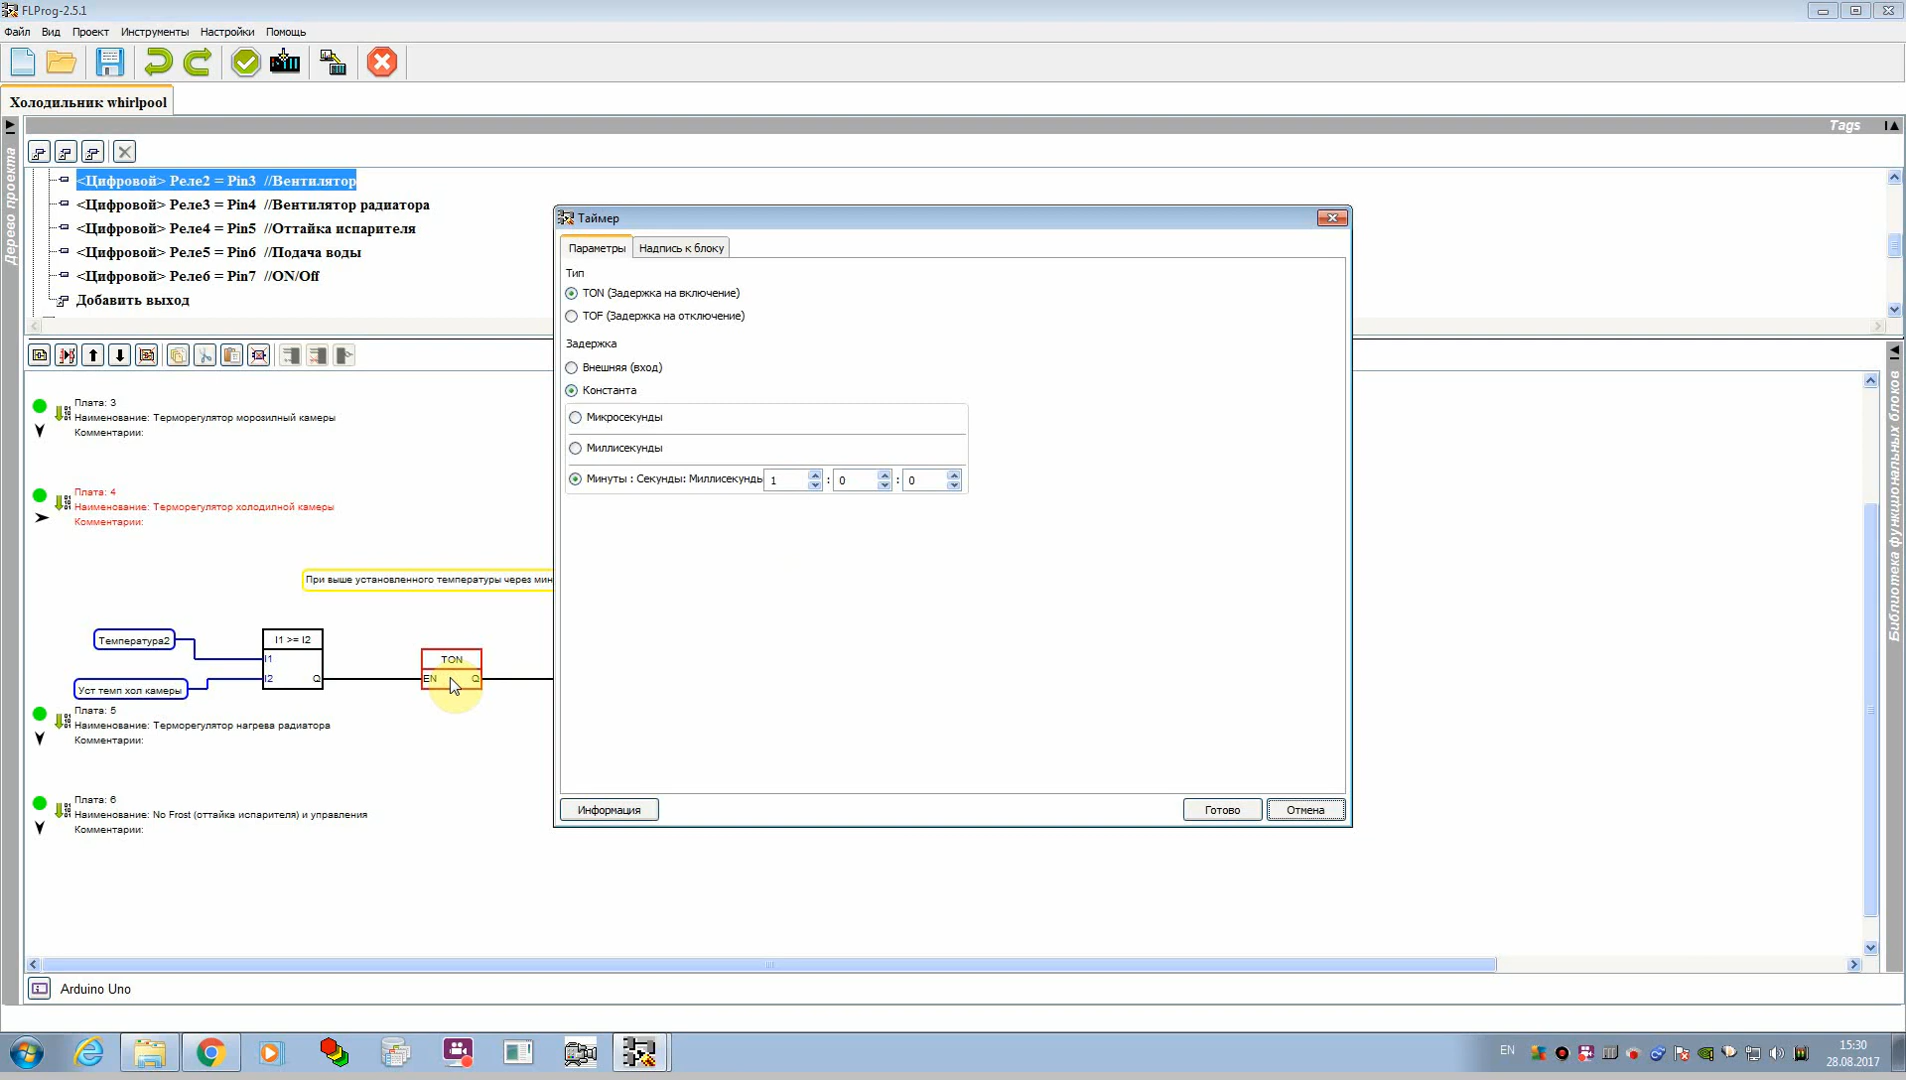 FLProg-2.5.1
Файл Вид Проект Инструменты Настройки Помощь
Холодильник whirlpool
Tags
Дерево проекта
<Цифровой> Реле2 = Pin3 //Вентилятор
<Цифровой> Реле3 = Pin4 //Вентилятор радиатора
<Цифровой> Реле4 = Pin5 //Оттайка испарителя
<Цифровой> Реле5 = Pin6 //Подача воды
<Цифровой> Реле6 = Pin7 //ON/Off
Добавить выход
Плата: 3
Наименование: Терморегулятор морозилный камеры
Комментарии:
Плата: 4
Наименование: Терморегулятор холодилной камеры
Комментарии:
При выше установленного температуры через мин
Температура2
I1 >= I2
I1
I2
Q
Уст темп хол камеры
TON
EN
Q
Плата: 5
Наименование: Терморегулятор нагрева радиатора
Комментарии:
Плата: 6
Наименование: No Frost (оттайка испарителя) и управления
Комментарии:
Таймер
Параметры Надпись к блоку
Тип
TON (Задержка на включение)
TOF (Задержка на отключение)
Задержка
Внешняя (вход)
Константа
Микросекунды
Миллисекунды
Минуты : Секунды: Миллисекунды 1 : 0 : 0
Информация Готово Отмена
Библиотека функциональных блоков
Arduino Uno
EN
15:30
28.08.2017